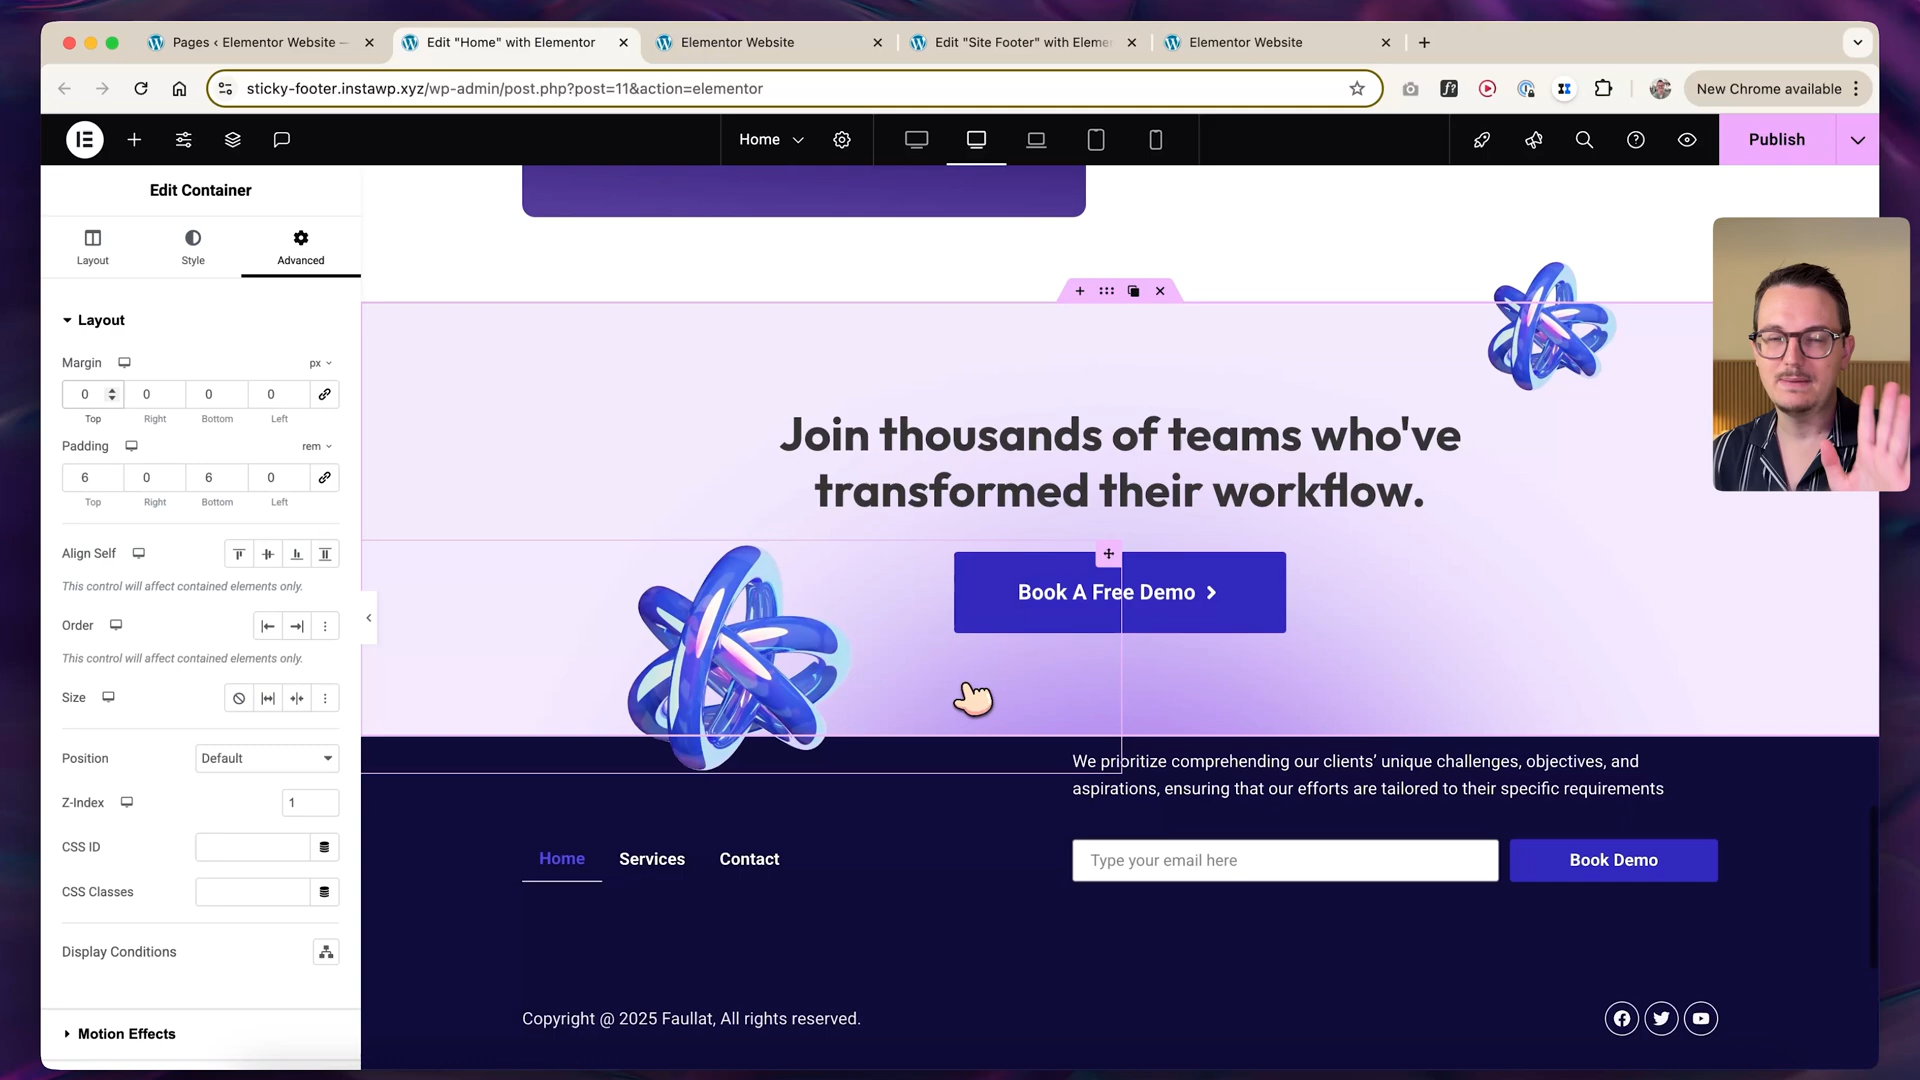 Pages ‹ Elementor Website —
Edit "Home" with Elementor
Elementor Website
Edit "Site Footer" with Eleme
Elementor Website
sticky-footer.instawp.xyz/wp-admin/post.php?post=11&action=elementor
f?
New Chrome available
Home
Publish
Edit Container
Layout
Style
Advanced
Layout
Margin
px
0
0
0
0
Top
Right
Bottom
Left
Padding
rem
6
0
6
0
Top
Right
Bottom
Left
Align Self
This control will affect contained elements only.
Order
This control will affect contained elements only.
Size
Position
Default
Z-Index
1
CSS ID
CSS Classes
Display Conditions
Motion Effects
Join thousands of teams who've
transformed their workflow.
Book A Free Demo
We prioritize comprehending our clients’ unique challenges, objectives, and
aspirations, ensuring that our efforts are tailored to their specific requirements
Home
Services
Contact
Type your email here
Book Demo
Copyright @ 2025 Faullat, All rights reserved.